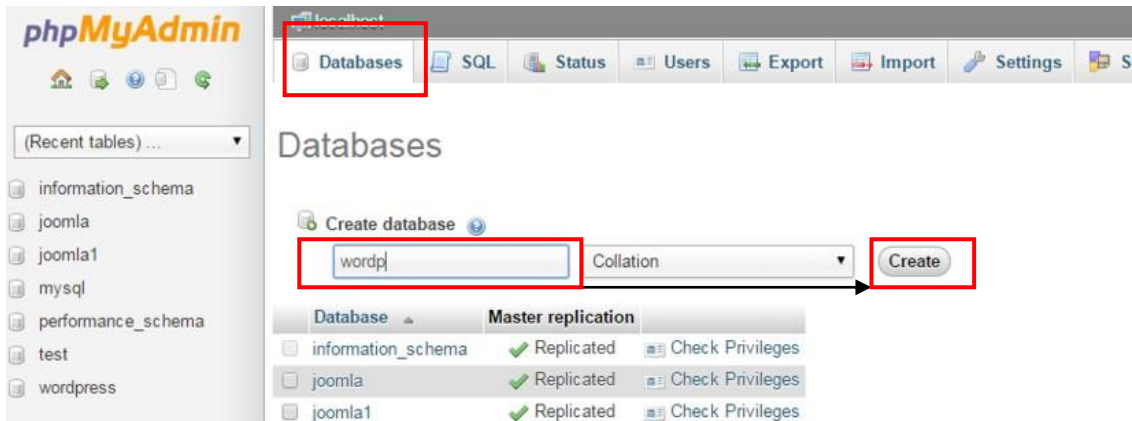 phpMyAdmin
localhost
Databases SQL Status Users Export Import Settings S
(Recent tables) ...
information_schema
joomla
joomla1
mysql
performance_schema
test
wordpress
Databases
Create database
wordp Collation Create
Database Master replication
information_schema Replicated Check Privileges
joomla Replicated Check Privileges
joomla1 Replicated Check Privileges